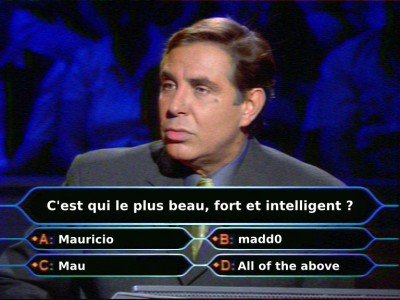 C'est qui le plus beau, fort et intelligent ?
A: Mauricio
B: madd0
C: Mau
D: All of the above